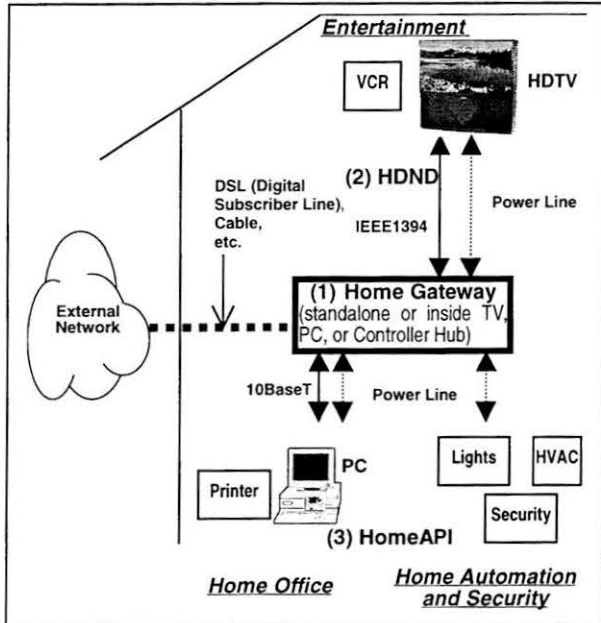 Entertainment
VCR
HDTV
(2) HDND
DSL (Digital
Subscriber Line),
Cable,
etc.
IEEE1394
Power Line
(1) Home Gateway
(standalone or inside TV,
PC, or Controller Hub)
External
Network
10BaseT
Power Line
PC
Printer
(3) HomeAPI
Lights
HVAC
Security
Home Office
Home Automation
and Security